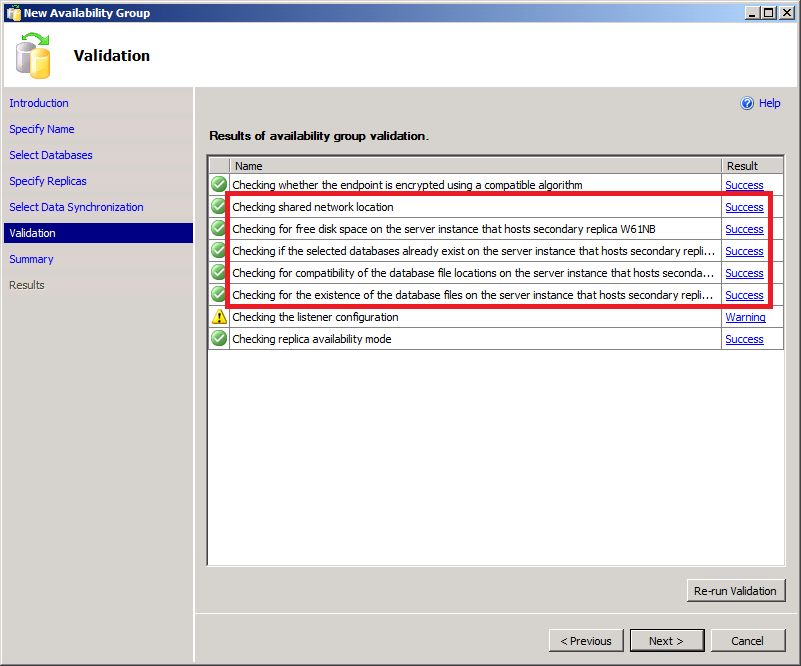 New Availability Group
Validation
Introduction
Specify Name
Select Databases
Specify Replicas
Select Data Synchronization
Validation
Summary
Results
Help
Results of availability group validation.
Name Result
Checking whether the endpoint is encrypted using a compatible algorithm Success
Checking shared network location Success
Checking for free disk space on the server instance that hosts secondary replica W61NB Success
Checking if the selected databases already exist on the server instance that hosts secondary repli... Success
Checking for compatibility of the database file locations on the server instance that hosts seconda... Success
Checking for the existence of the database files on the server instance that hosts secondary repli... Success
Checking the listener configuration Warning
Checking replica availability mode Success
Re-run Validation
< Previous Next > Cancel